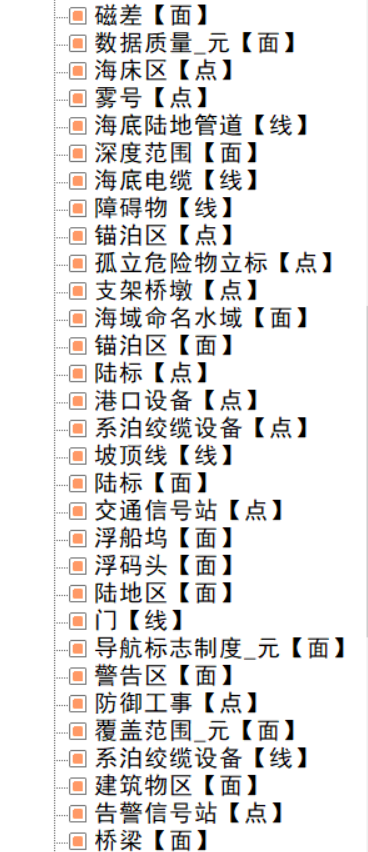 磁差【面】
数据质量_元【面】
海床区【点】
雾号【点】
海底陆地管道【线】
深度范围【面】
海底电缆【线】
障碍物【线】
锚泊区【点】
孤立危险物立标【点】
支架桥墩【点】
海域命名水域【面】
锚泊区【面】
陆标【点】
港口设备【点】
系泊绞缆设备【点】
坡顶线【线】
陆标【面】
交通信号站【点】
浮船坞【面】
浮码头【面】
陆地区【面】
门【线】
导航标志制度_元【面】
警告区【面】
防御工事【点】
覆盖范围_元【面】
系泊绞缆设备【线】
建筑物区【面】
告警信号站【点】
桥梁【面】